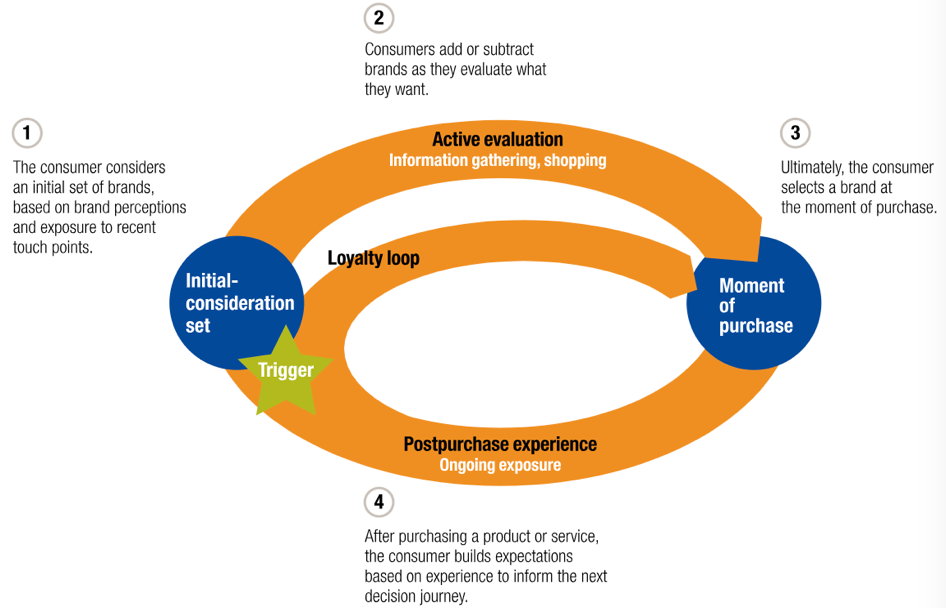 2
Consumers add or subtract
brands as they evaluate what
they want.
1
The consumer considers
an initial set of brands,
based on brand perceptions
and exposure to recent
touch points.
3
Ultimately, the consumer
selects a brand at
the moment of purchase.
Active evaluation
Information gathering, shopping
Loyalty loop
Initial-
consideration
set
Moment
of
purchase
Trigger
Postpurchase experience
Ongoing exposure
4
After purchasing a product or service,
the consumer builds expectations
based on experience to inform the next
decision journey.